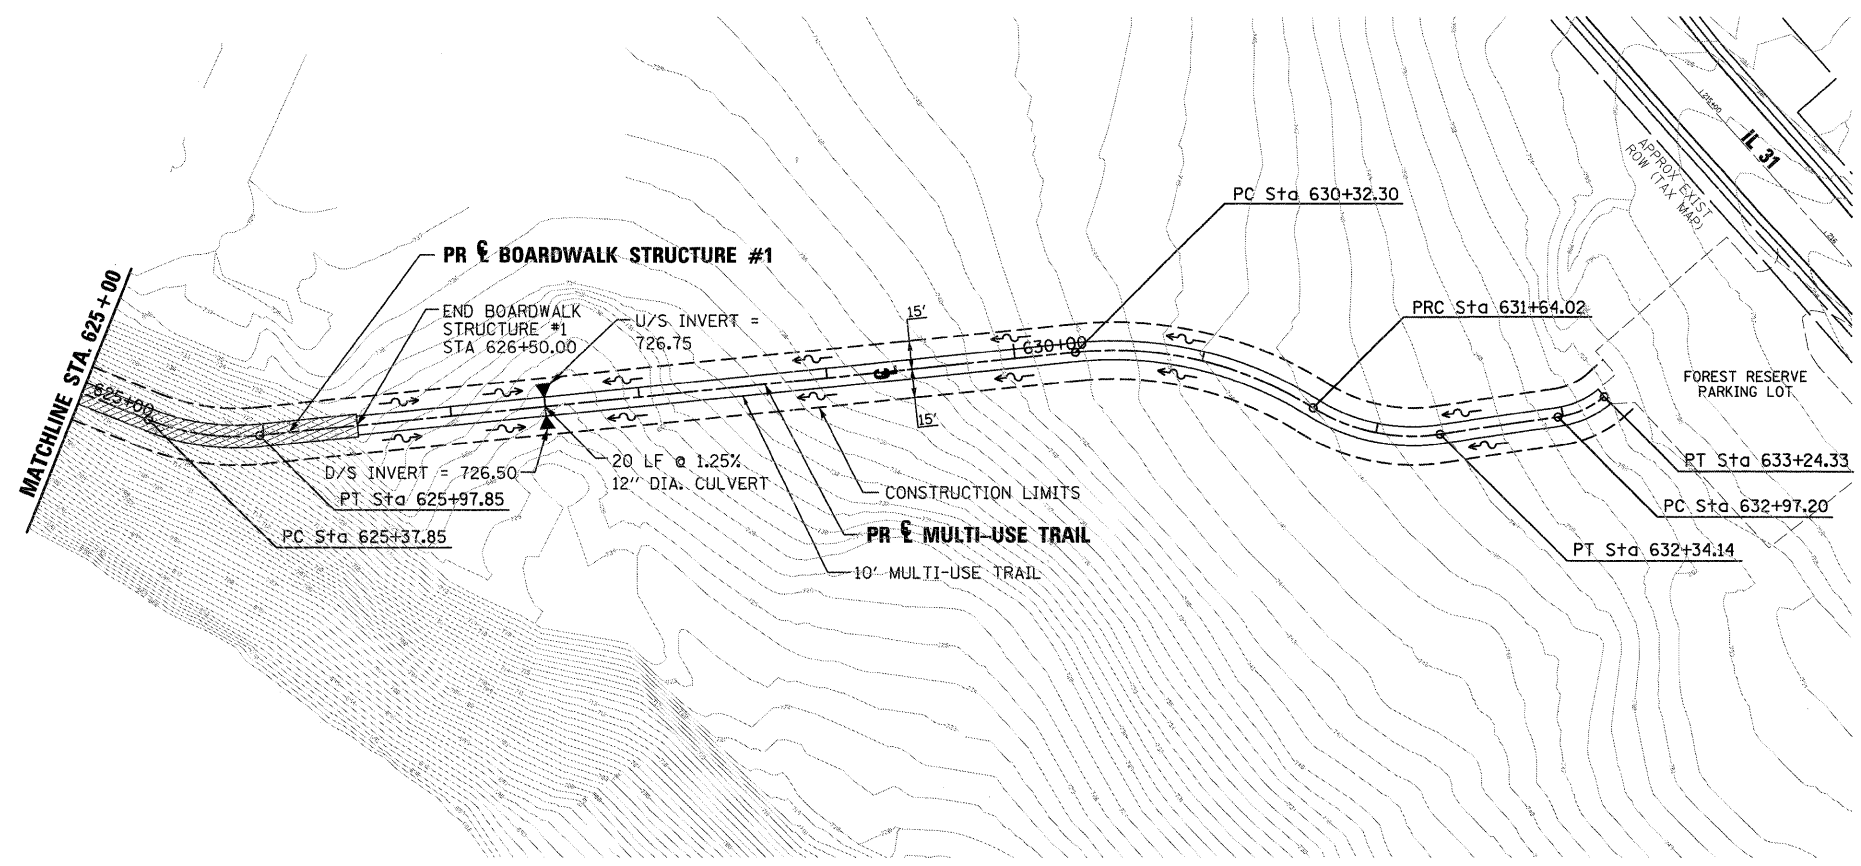 IL 31
APPROX EXIST
ROW (TAX MAP)
PC Sta 630+32.30
PR ℄ BOARDWALK STRUCTURE #1
MATCHLINE STA. 625+00
END BOARDWALK
STRUCTURE #1
STA 626+50.00
U/S INVERT =
726.75
15'
PRC Sta 631+64.02
630+00
625+00
FOREST RESERVE
PARKING LOT
15'
D/S INVERT = 726.50
20 LF @ 1.25%
12" DIA. CULVERT
PT Sta 633+24.33
PT Sta 625+97.85
CONSTRUCTION LIMITS
PC Sta 632+97.20
PC Sta 625+37.85
PR ℄ MULTI-USE TRAIL
PT Sta 632+34.14
10' MULTI-USE TRAIL